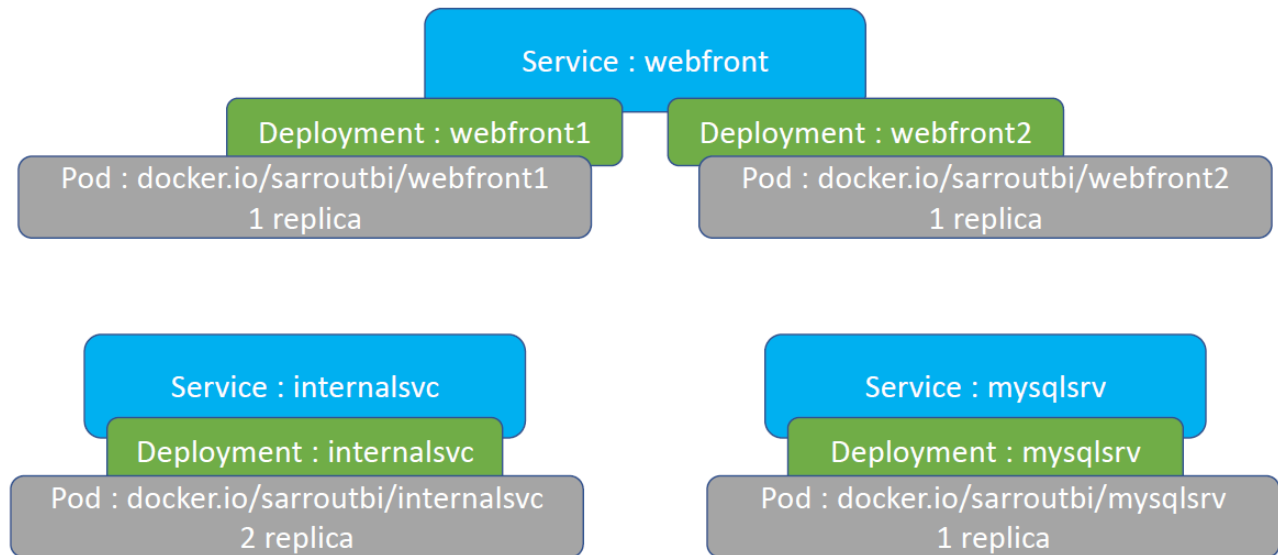 Service : webfront
Deployment : webfront1
Deployment : webfront2
Pod : docker.io/sarroutbi/webfront1
1 replica
Pod : docker.io/sarroutbi/webfront2
1 replica
Service : internalsvc
Deployment : internalsvc
Pod : docker.io/sarroutbi/internalsvc
2 replica
Service : mysqlsrv
Deployment : mysqlsrv
Pod : docker.io/sarroutbi/mysqlsrv
1 replica